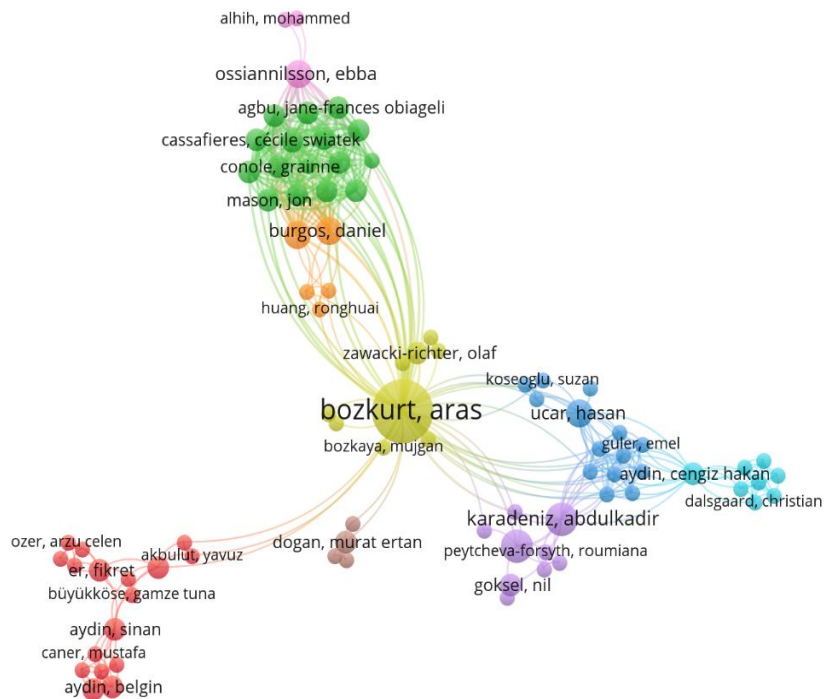 alhih, mohammed
ossiannilsson, ebba
agbu, jane-frances obiageli
cassafieres, cécile swiatek
conole, grainne
mason, jon
burgos, daniel
huang, ronghuai
zawacki-richter, olaf
koseoglu, suzan
bozkurt, aras
ucar, hasan
bozkaya, mujgan
guler, emel
aydin, cengiz hakan
dalsgaard, christian
karadeniz, abdulkadir
ozer, arzu celen
akbulut, yavuz
dogan, murat ertan
peytcheva-forsyth, roumiana
er, fikret
goksel, nil
büyükköse, gamze tuna
aydin, sinan
caner, mustafa
aydin, belgin